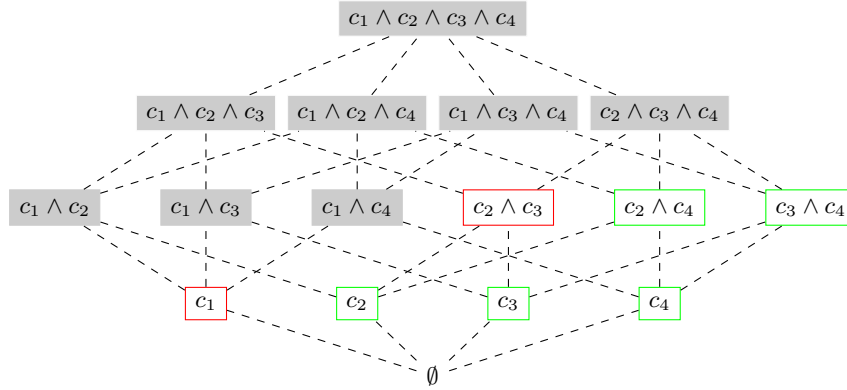 c₁ ∧ c₂ ∧ c₃ ∧ c₄
c₁ ∧ c₂ ∧ c₃ c₁ ∧ c₂ ∧ c₄ c₁ ∧ c₃ ∧ c₄ c₂ ∧ c₃ ∧ c₄
c₁ ∧ c₂ c₁ ∧ c₃ c₁ ∧ c₄ c₂ ∧ c₃ c₂ ∧ c₄ c₃ ∧ c₄
c₁ c₂ c₃ c₄
∅